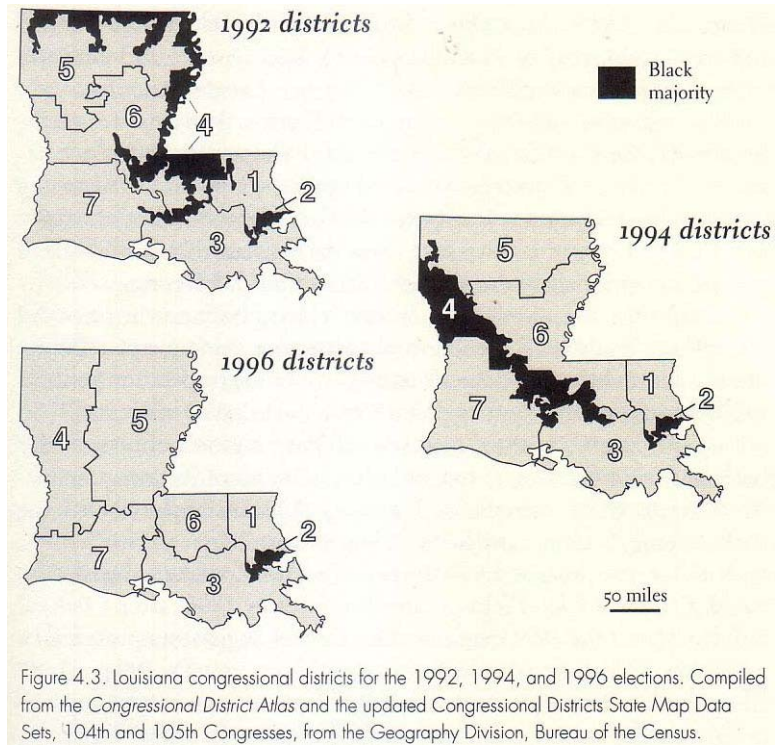 1992 districts
5
6
4
7
1
2
3
Black
majority
1994 districts
5
4
6
7
1
2
3
1996 districts
4
5
6
1
2
7
3
50 miles
Figure 4.3. Louisiana congressional districts for the 1992, 1994, and 1996 elections. Compiled
from the Congressional District Atlas and the updated Congressional Districts State Map Data
Sets, 104th and 105th Congresses, from the Geography Division, Bureau of the Census.